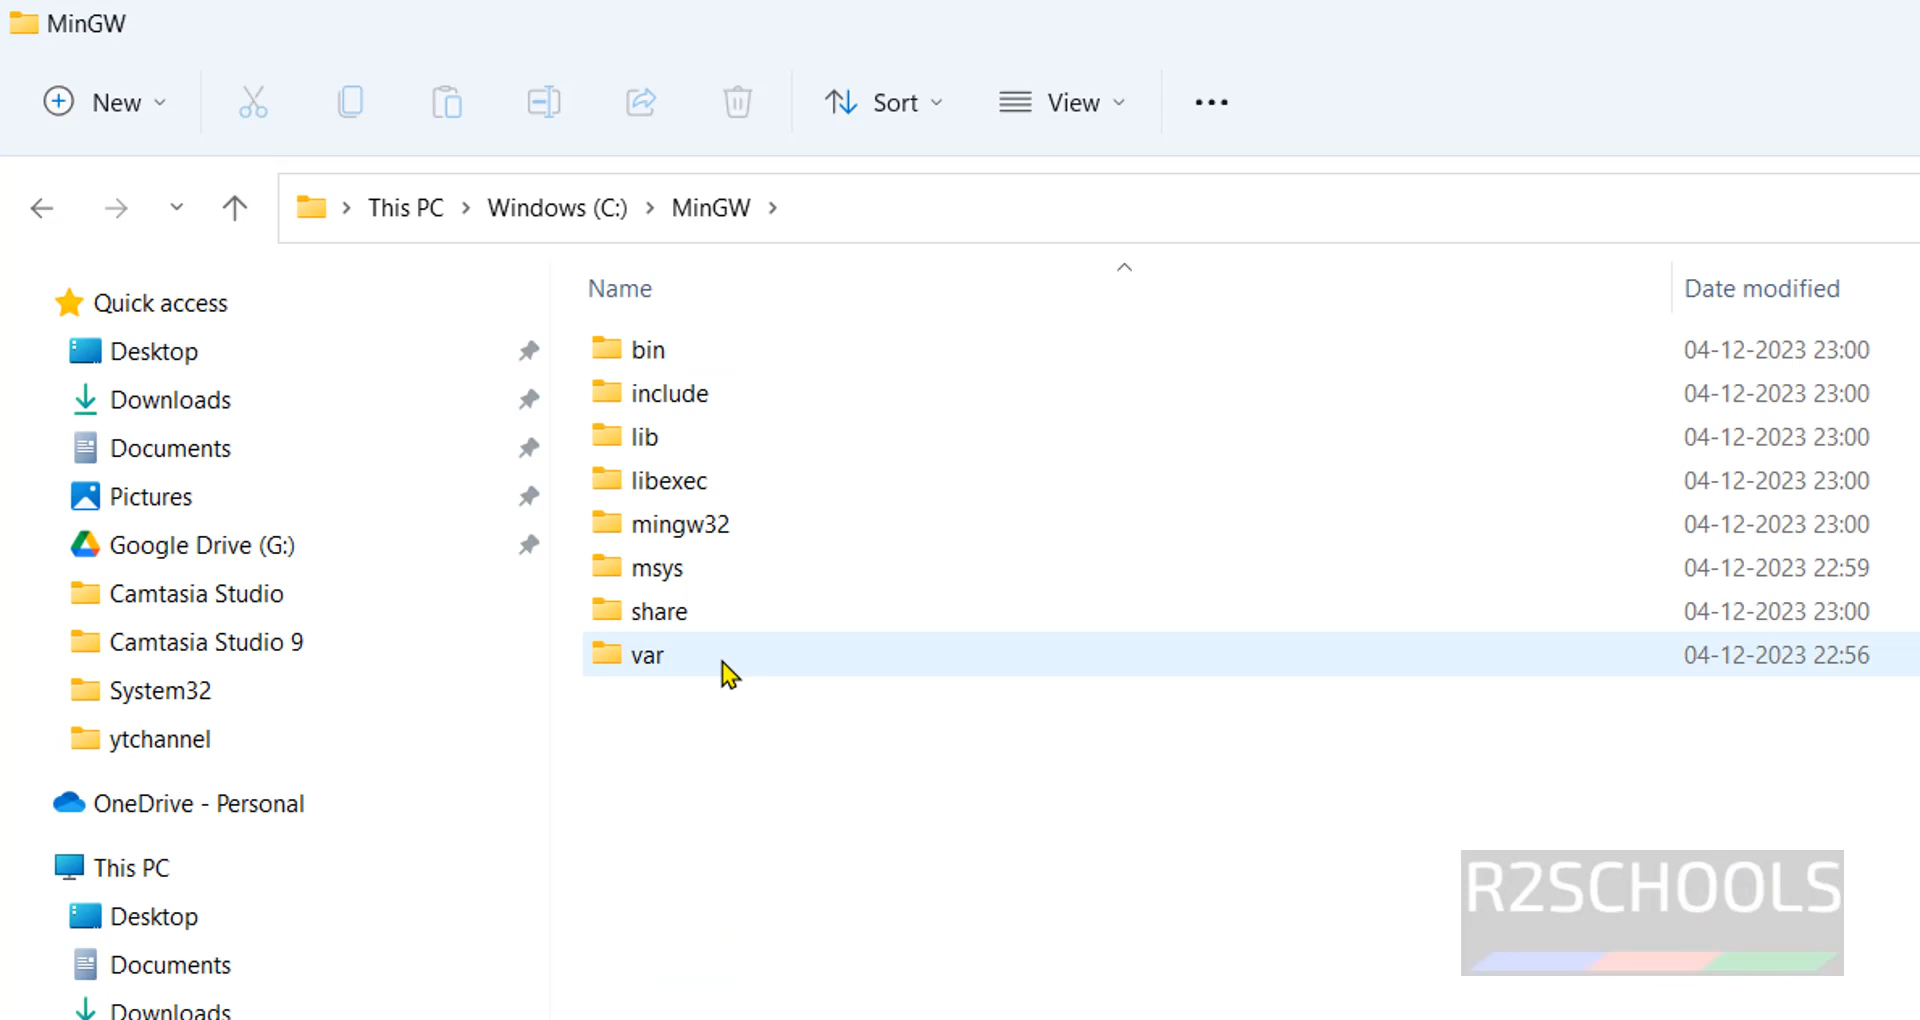 MinGW
New
Sort
View
This PC > Windows (C:) > MinGW >
Name
Date modified
Quick access
Desktop
Downloads
Documents
Pictures
Google Drive (G:)
Camtasia Studio
Camtasia Studio 9
System32
ytchannel
OneDrive - Personal
This PC
Desktop
Documents
Downloads
bin 04-12-2023 23:00
include 04-12-2023 23:00
lib 04-12-2023 23:00
libexec 04-12-2023 23:00
mingw32 04-12-2023 23:00
msys 04-12-2023 22:59
share 04-12-2023 23:00
var 04-12-2023 22:56
R2SCHOOLS